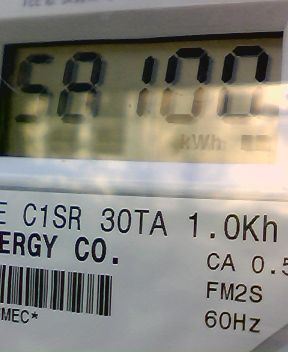 58100
kWh
E C1SR 30TA 1.0Kh
ERGY CO.
CA 0.5
FM2S
60Hz
MEC*